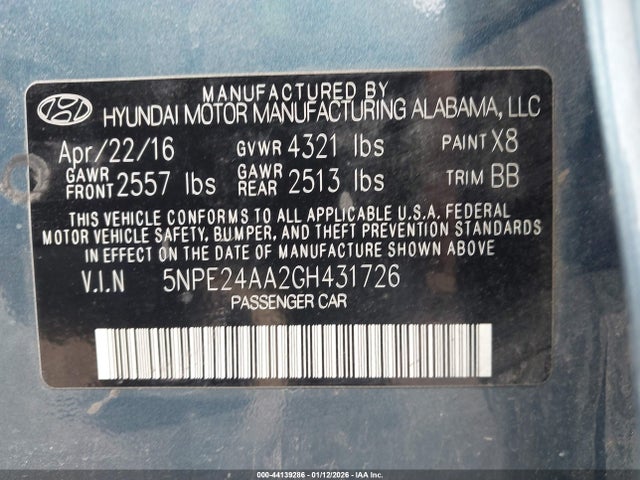 MANUFACTURED BY
HYUNDAI MOTOR MANUFACTURING ALABAMA, LLC
Apr/22/16 GVWR 4321 lbs PAINT X8
GAWR FRONT 2557 lbs GAWR REAR 2513 lbs TRIM BB
THIS VEHICLE CONFORMS TO ALL APPLICABLE U.S.A. FEDERAL
MOTOR VEHICLE SAFETY, BUMPER, AND THEFT PREVENTION STANDARDS
IN EFFECT ON THE DATE OF MANUFACTURE SHOWN ABOVE.
V.I.N 5NPE24AA2GH431726
PASSENGER CAR
000-44139286 - 01/12/2026 - IAA Inc.